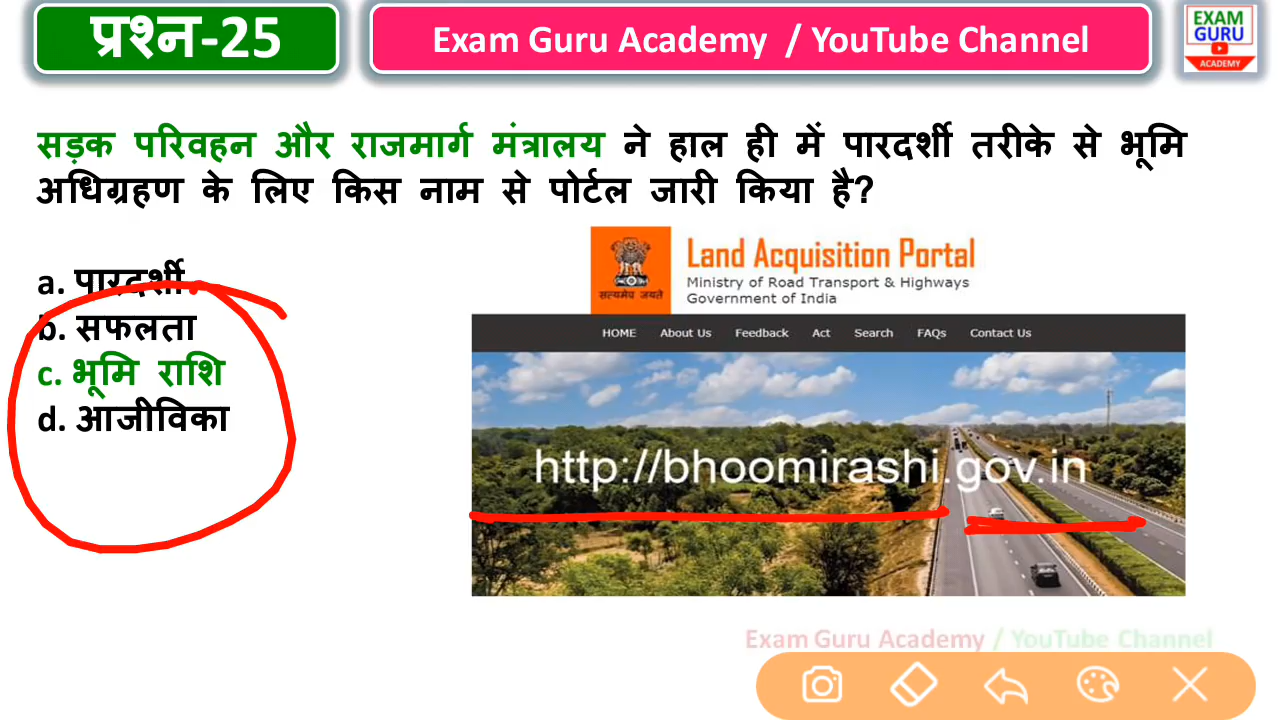 प्रश्न-25
Exam Guru Academy / YouTube Channel
EXAM
GURU
ACADEMY
सड़क परिवहन और राजमार्ग मंत्रालय ने हाल ही में पारदर्शी तरीके से भूमि
अधिग्रहण के लिए किस नाम से पोर्टल जारी किया है?
a. पारदर्शी
b. सफलता
c. भूमि राशि
d. आजीविका
सत्यमेव जयते
Land Acquisition Portal
Ministry of Road Transport & Highways
Government of India
HOME About Us Feedback Act Search FAQs Contact Us
http://bhoomirashi.gov.in
Exam Guru Academy / YouTube Channel